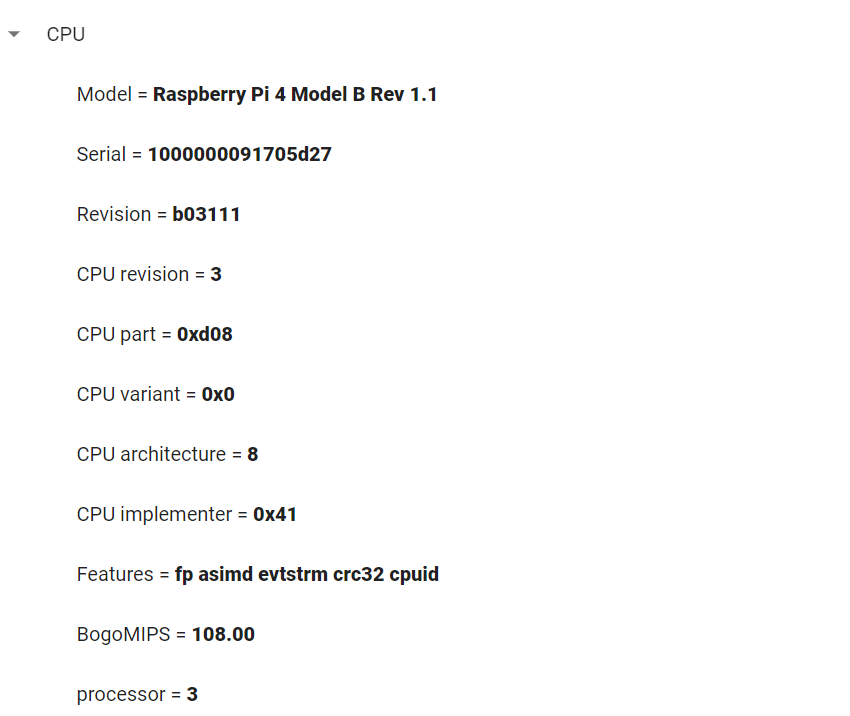 CPU
Model = Raspberry Pi 4 Model B Rev 1.1
Serial = 1000000091705d27
Revision = b03111
CPU revision = 3
CPU part = 0xd08
CPU variant = 0x0
CPU architecture = 8
CPU implementer = 0x41
Features = fp asimd evtstrm crc32 cpuid
BogoMIPS = 108.00
processor = 3